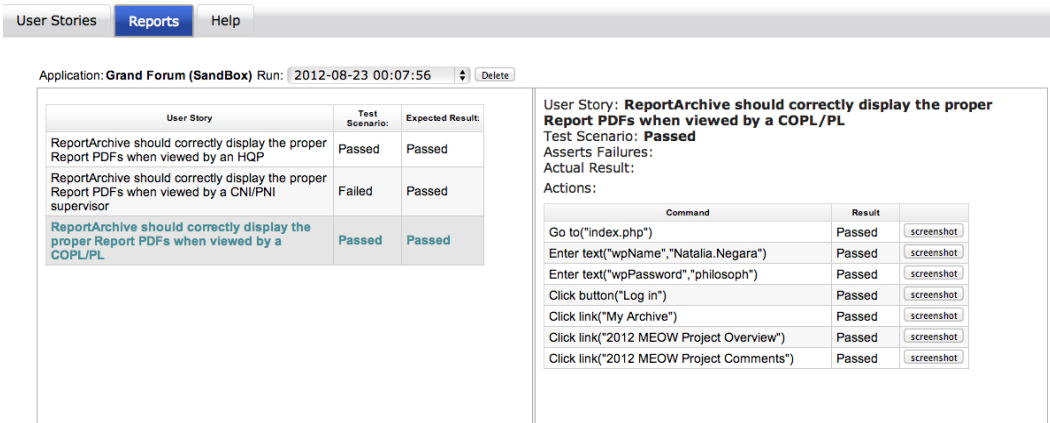 User Stories Reports Help
Application: Grand Forum (SandBox) Run: 2012-08-23 00:07:56 Delete
User Story Test Scenario: Expected Result:
ReportArchive should correctly display the proper
Report PDFs when viewed by an HQP Passed Passed
ReportArchive should correctly display the proper
Report PDFs when viewed by a CNI/PNI
supervisor Failed Passed
ReportArchive should correctly display the
proper Report PDFs when viewed by a
COPL/PL Passed Passed
User Story: ReportArchive should correctly display the proper
Report PDFs when viewed by a COPL/PL
Test Scenario: Passed
Asserts Failures:
Actual Result:
Actions:
Command Result
Go to("index.php") Passed screenshot
Enter text("wpName","Natalia.Negara") Passed screenshot
Enter text("wpPassword","philosoph") Passed screenshot
Click button("Log in") Passed screenshot
Click link("My Archive") Passed screenshot
Click link("2012 MEOW Project Overview") Passed screenshot
Click link("2012 MEOW Project Comments") Passed screenshot